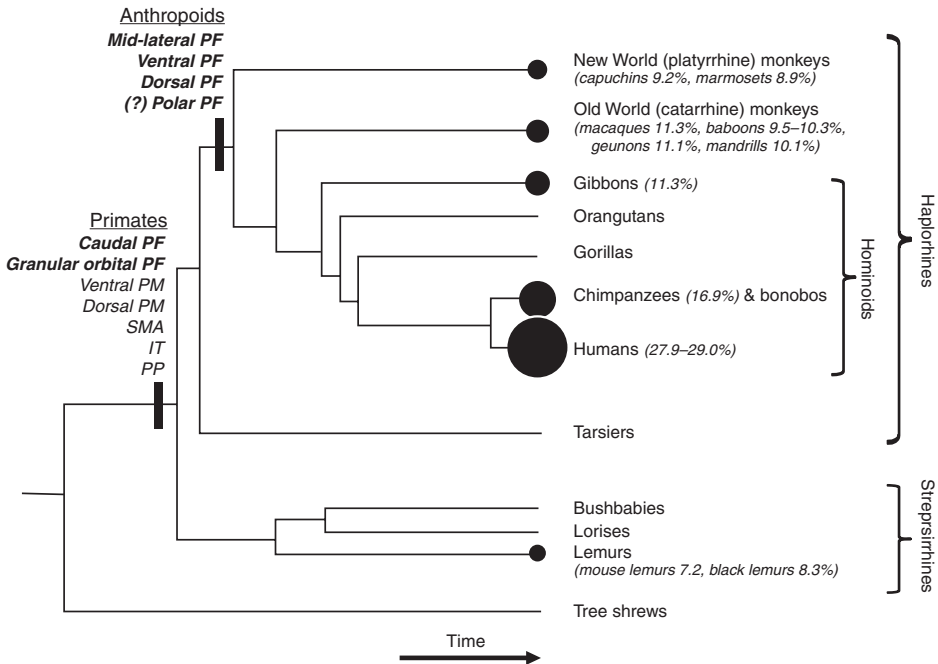 Anthropoids
Mid-lateral PF
Ventral PF
Dorsal PF
(?) Polar PF
New World (platyrrhine) monkeys
(capuchins 9.2%, marmosets 8.9%)
Old World (catarrhine) monkeys
(macaques 11.3%, baboons 9.5–10.3%,
geunons 11.1%, mandrills 10.1%)
Gibbons (11.3%)
Primates
Caudal PF
Granular orbital PF
Ventral PM
Dorsal PM
SMA
IT
PP
Orangutans
Gorillas
Chimpanzees (16.9%) & bonobos
Humans (27.9–29.0%)
Hominoids
Haplorhines
Tarsiers
Bushbabies
Lorises
Lemurs
(mouse lemurs 7.2, black lemurs 8.3%)
Streprsirrhines
Tree shrews
Time